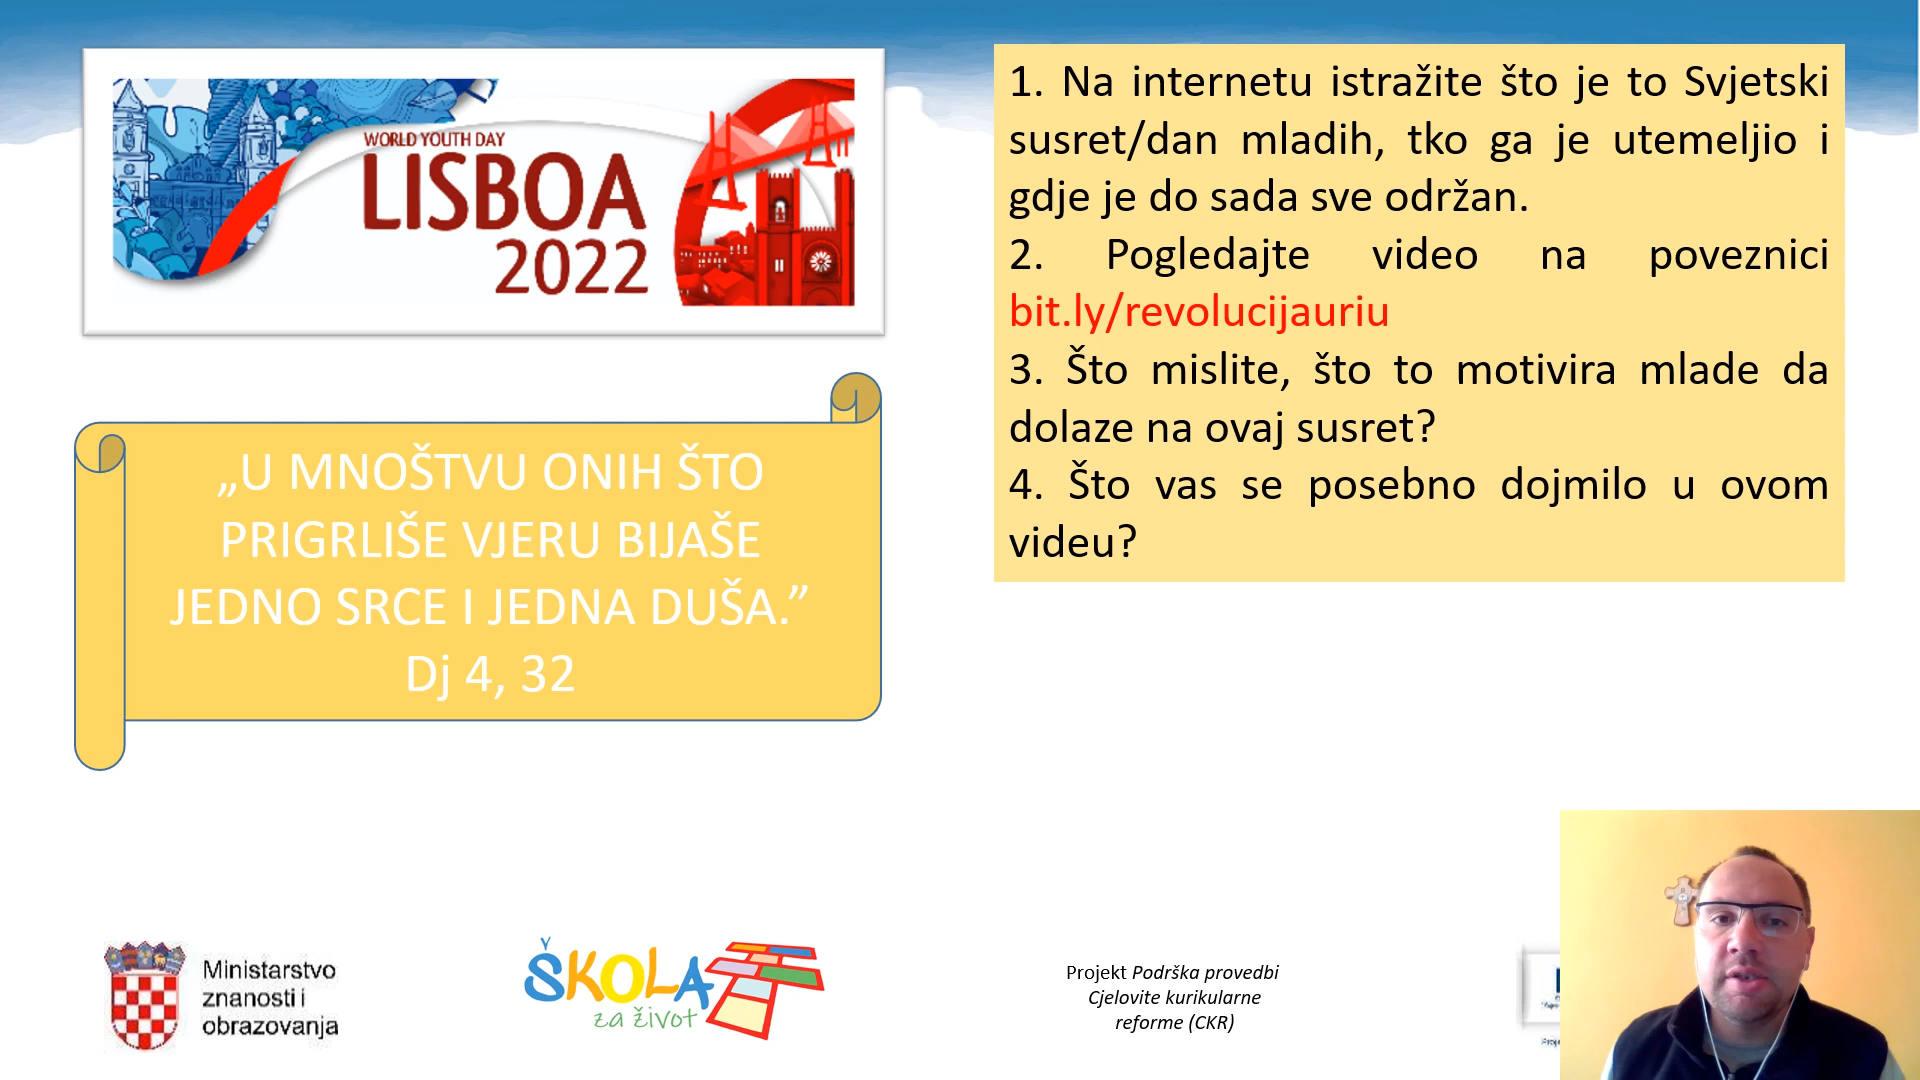 WORLD YOUTH DAY
LISBOA
2022
„U MNOŠTVU ONIH ŠTO
PRIGRLIŠE VJERU BIJAŠE
JEDNO SRCE I JEDNA DUŠA.”
Dj 4, 32
1. Na internetu istražite što je to Svjetski
susret/dan mladih, tko ga je utemeljio i
gdje je do sada sve održan.
2. Pogledajte video na poveznici
bit.ly/revolucijauriu
3. Što mislite, što to motivira mlade da
dolaze na ovaj susret?
4. Što vas se posebno dojmilo u ovom
videu?
Ministarstvo
znanosti i
obrazovanja
ŠKOLA
za život
Projekt Podrška provedbi
Cjelovite kurikularne
reforme (CKR)